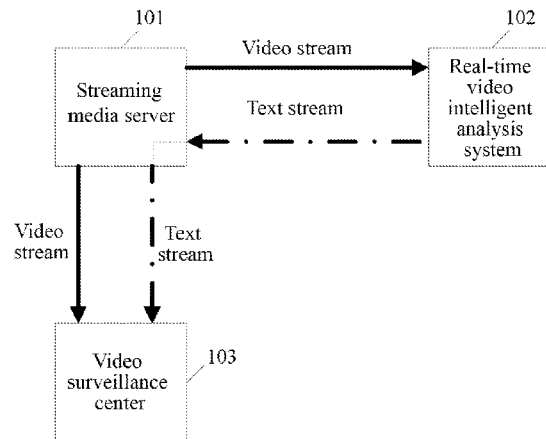 101
102
Streaming
media server
Video stream
Text stream
Real-time
video
intelligent
analysis
system
Video
stream
Text
stream
Video
surveillance
center
103